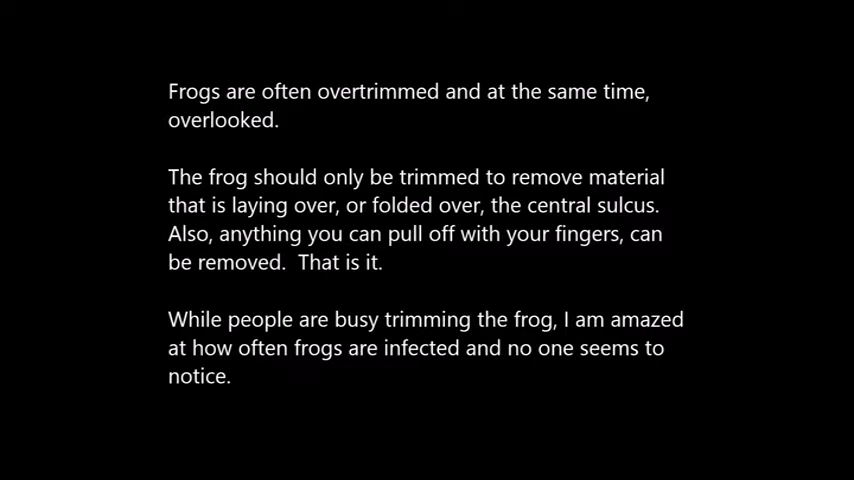 Frogs are often overtrimmed and at the same time,
overlooked.
The frog should only be trimmed to remove material
that is laying over, or folded over, the central sulcus.
Also, anything you can pull off with your fingers, can
be removed.  That is it.
While people are busy trimming the frog, I am amazed
at how often frogs are infected and no one seems to
notice.